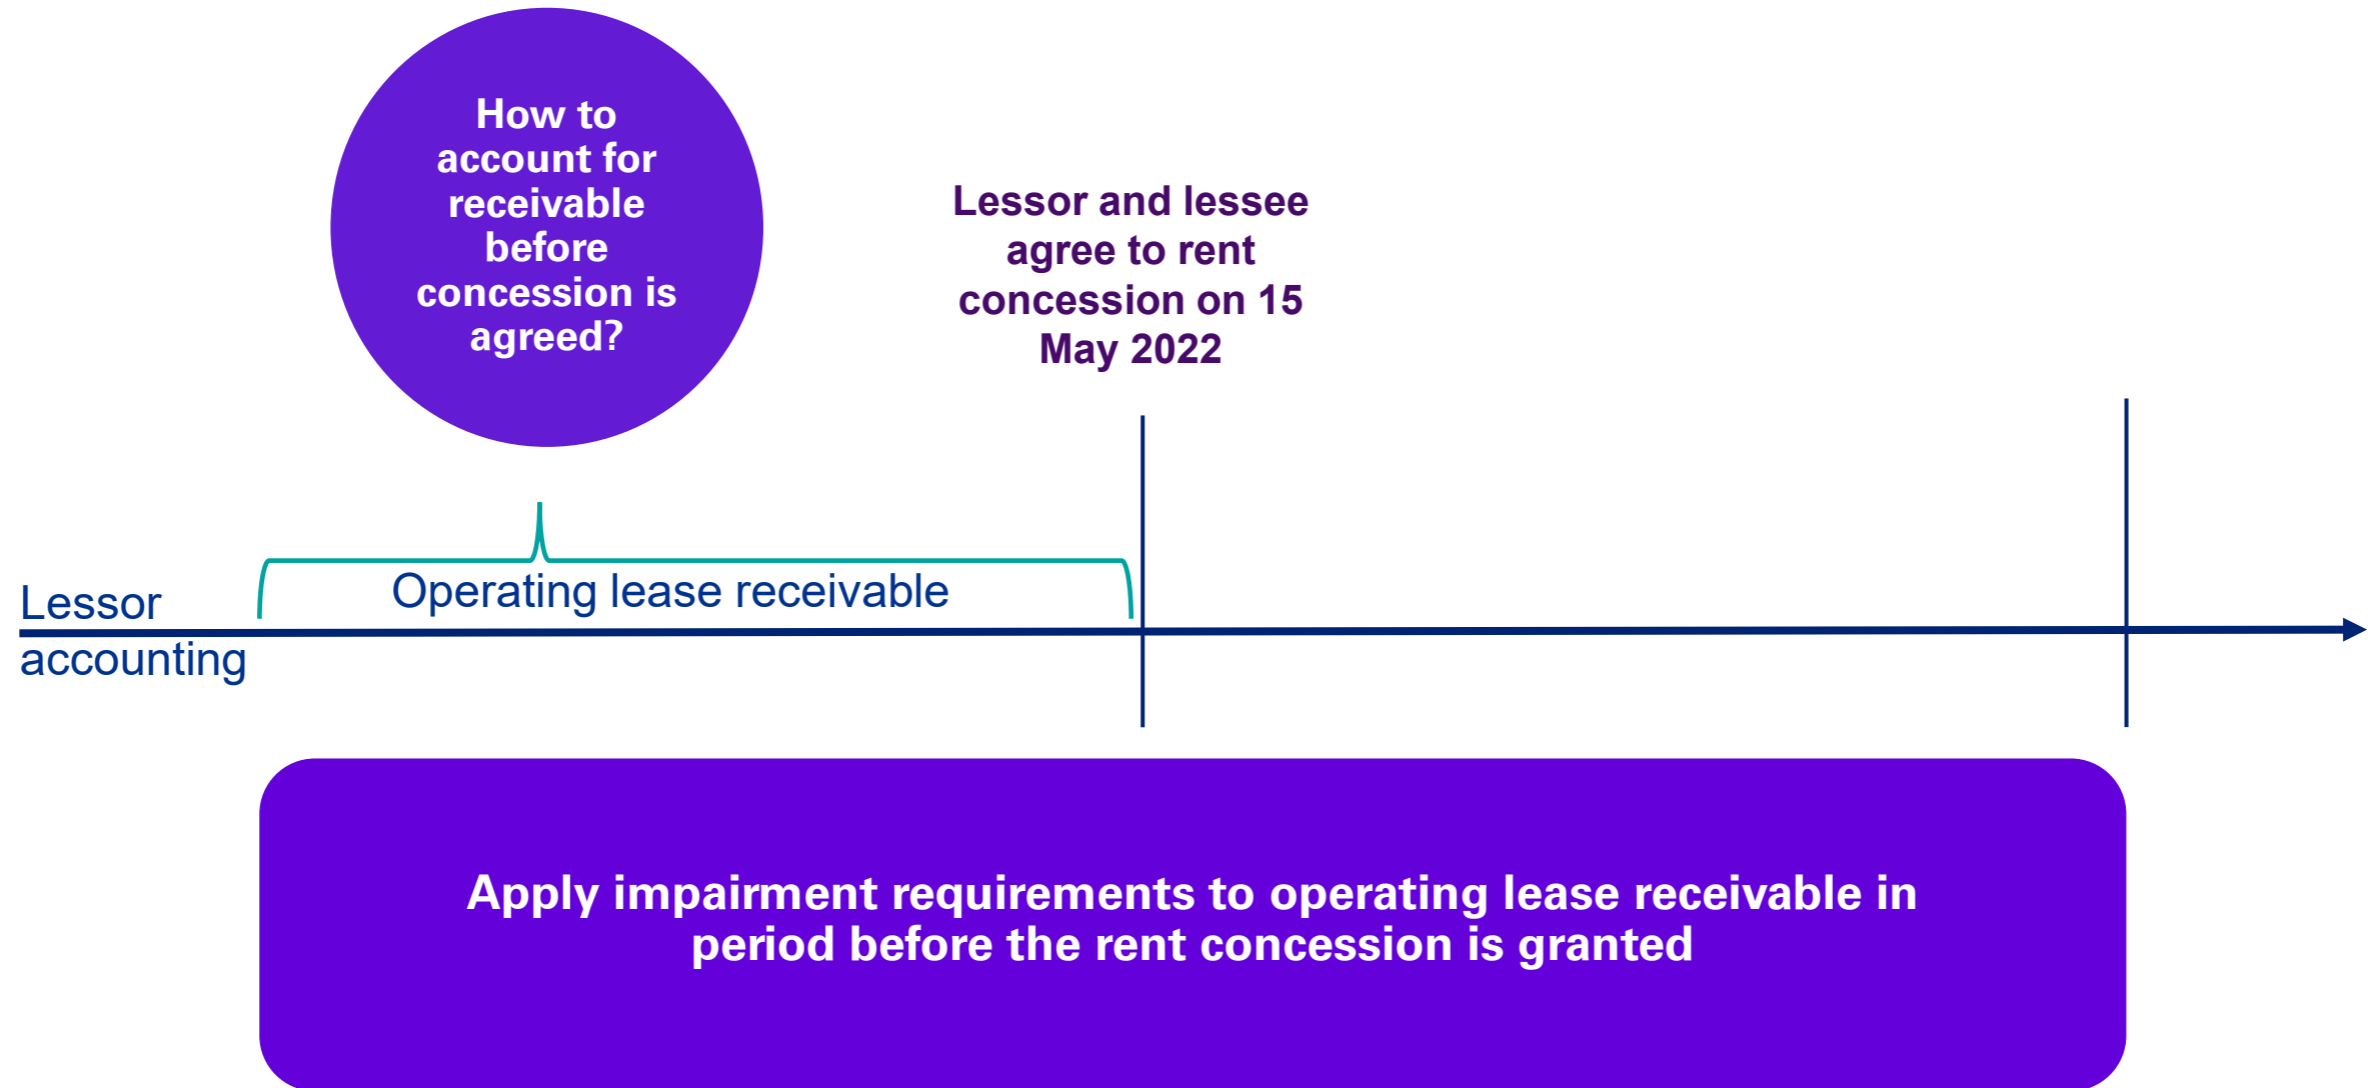 How to
account for
receivable
before
concession is
agreed?
Lessor and lessee
agree to rent
concession on 15
May 2022
Operating lease receivable
Lessor
accounting
Apply impairment requirements to operating lease receivable in
period before the rent concession is granted